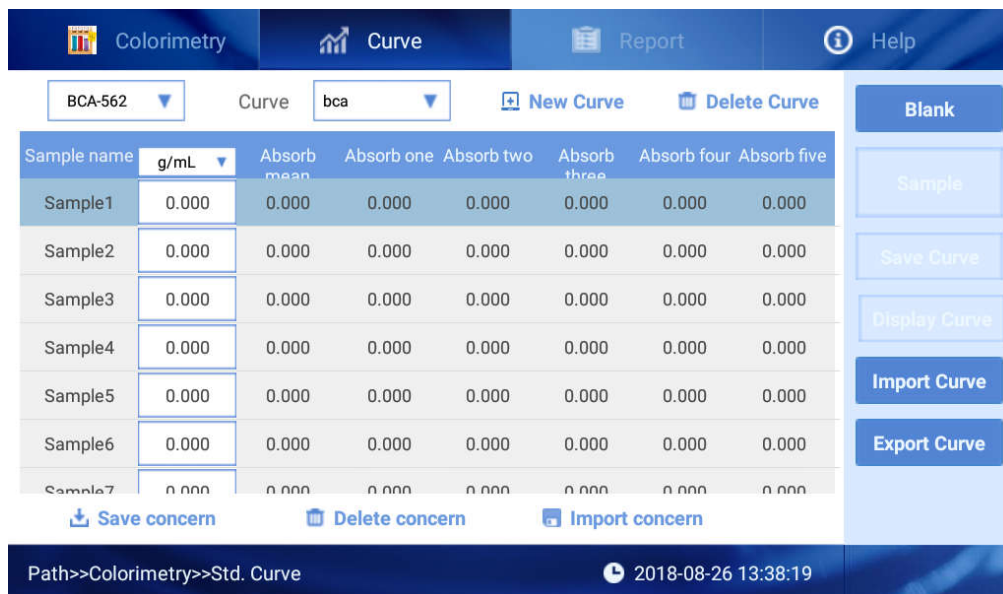 Colorimetry Curve Report Help
BCA-562 Curve bca New Curve Delete Curve Blank
Sample name g/mL Absorb mean Absorb one Absorb two Absorb three Absorb four Absorb five
Sample
Sample1 0.000 0.000 0.000 0.000 0.000 0.000 0.000
Sample2 0.000 0.000 0.000 0.000 0.000 0.000 0.000
Save Curve
Sample3 0.000 0.000 0.000 0.000 0.000 0.000 0.000
Display Curve
Sample4 0.000 0.000 0.000 0.000 0.000 0.000 0.000
Import Curve
Sample5 0.000 0.000 0.000 0.000 0.000 0.000 0.000
Sample6 0.000 0.000 0.000 0.000 0.000 0.000 0.000
Export Curve
Sample7 0.000 0.000 0.000 0.000 0.000 0.000 0.000
Save concern Delete concern Import concern
Path>>Colorimetry>>Std. Curve 2018-08-26 13:38:19